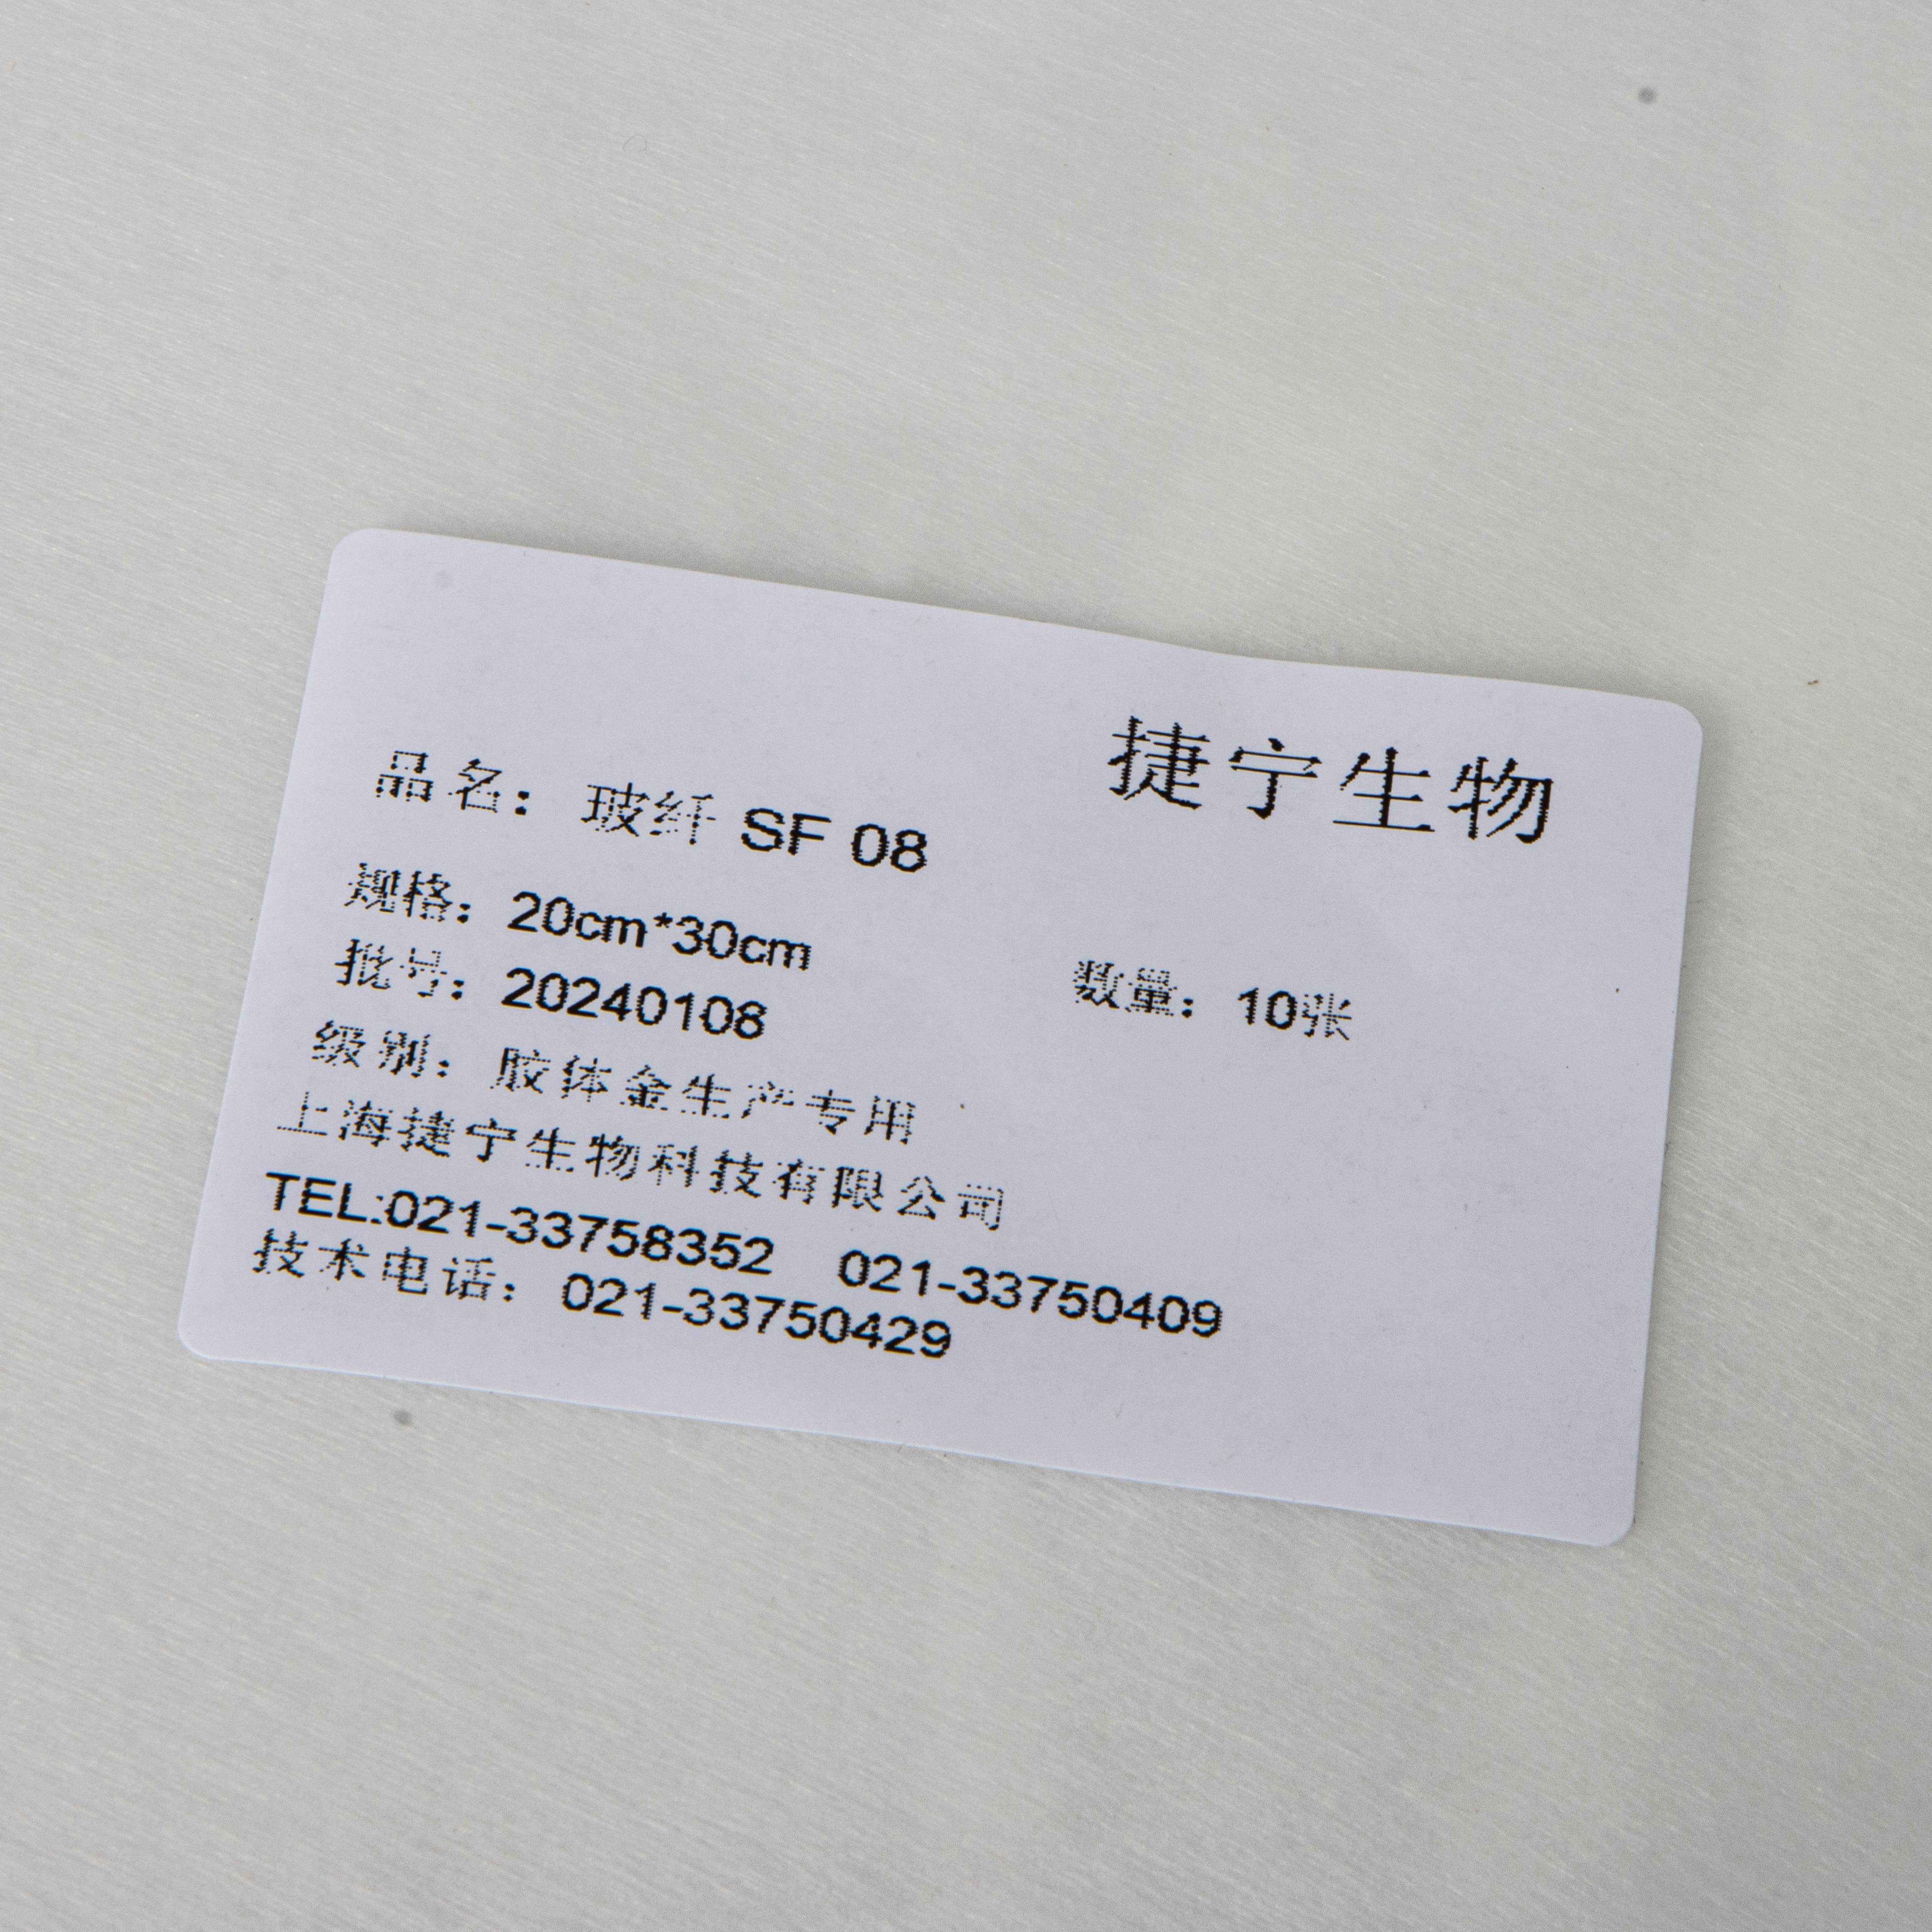 捷宁生物
品名：玻纤 SF 08
规格：20cm*30cm 数量：10张
批号：20240108
级别：胶体金生产专用
上海捷宁生物科技有限公司
TEL:021-33758352 021-33750409
技术电话：021-33750429